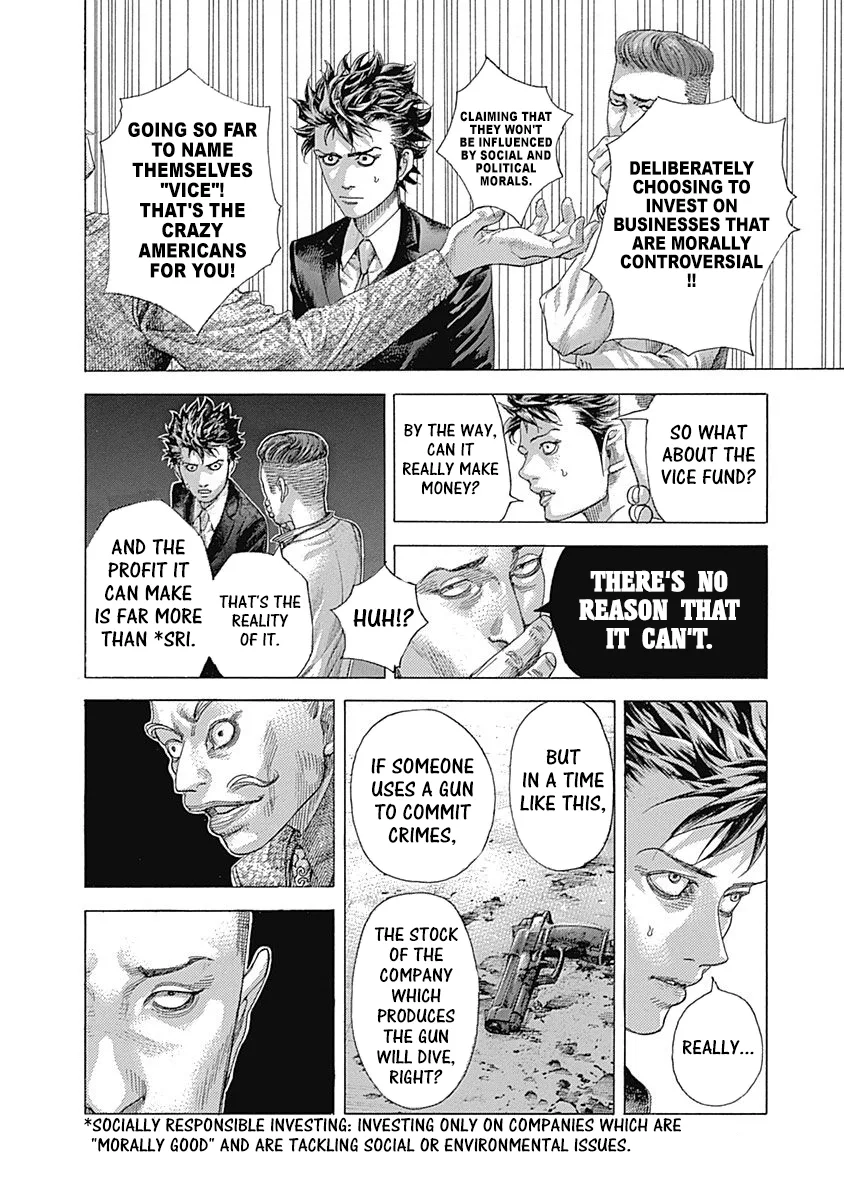 DELIBERATELY
CHOOSING TO
INVEST ON
BUSINESSES THAT
ARE MORALLY
CONTROVERSIAL
!!
CLAIMING THAT
THEY WON'T
BE INFLUENCED
BY SOCIAL AND
POLITICAL
MORALS.
GOING SO FAR
TO NAME
THEMSELVES
"VICE"!
THAT'S THE
CRAZY
AMERICANS
FOR YOU!
SO WHAT
ABOUT THE
VICE FUND?
BY THE WAY,
CAN IT
REALLY MAKE
MONEY?
THERE'S NO
REASON THAT
IT CAN'T.
HUH!?
THAT'S THE
REALITY
OF IT.
AND THE
PROFIT IT
CAN MAKE
IS FAR MORE
THAN *SRI.
REALLY...
BUT
IN A TIME
LIKE THIS,
IF SOMEONE
USES A GUN
TO COMMIT
CRIMES,
THE STOCK
OF THE
COMPANY
WHICH
PRODUCES
THE GUN
WILL DIVE,
RIGHT?
*SOCIALLY RESPONSIBLE INVESTING: INVESTING ONLY ON COMPANIES WHICH ARE
"MORALLY GOOD" AND ARE TACKLING SOCIAL OR ENVIRONMENTAL ISSUES.